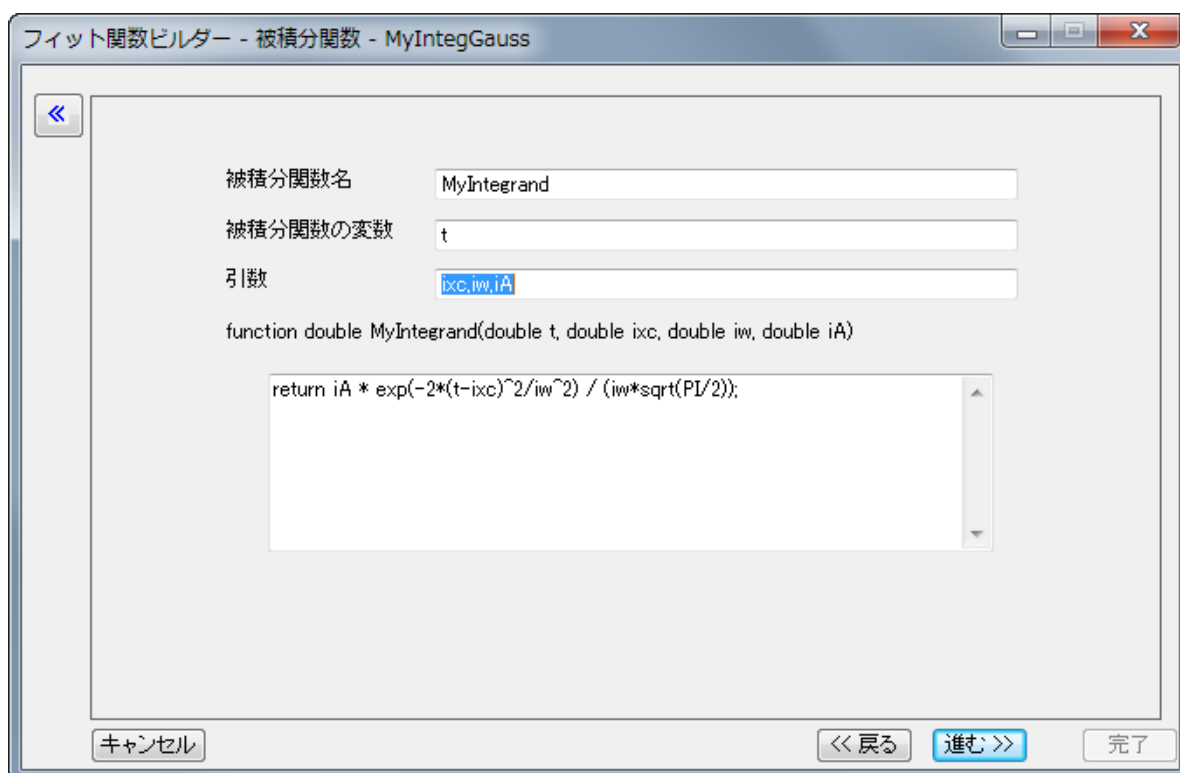 フィット関数ビルダー - 被積分関数 - MyIntegGauss
被積分関数名 MyIntegrand
被積分関数の変数 t
引数 ixc,iw,iA
function double MyIntegrand(double t, double ixc, double iw, double iA)
return iA * exp(-2*(t-ixc)^2/iw^2) / (iw*sqrt(PI/2));
キャンセル << 戻る 進む >> 完了